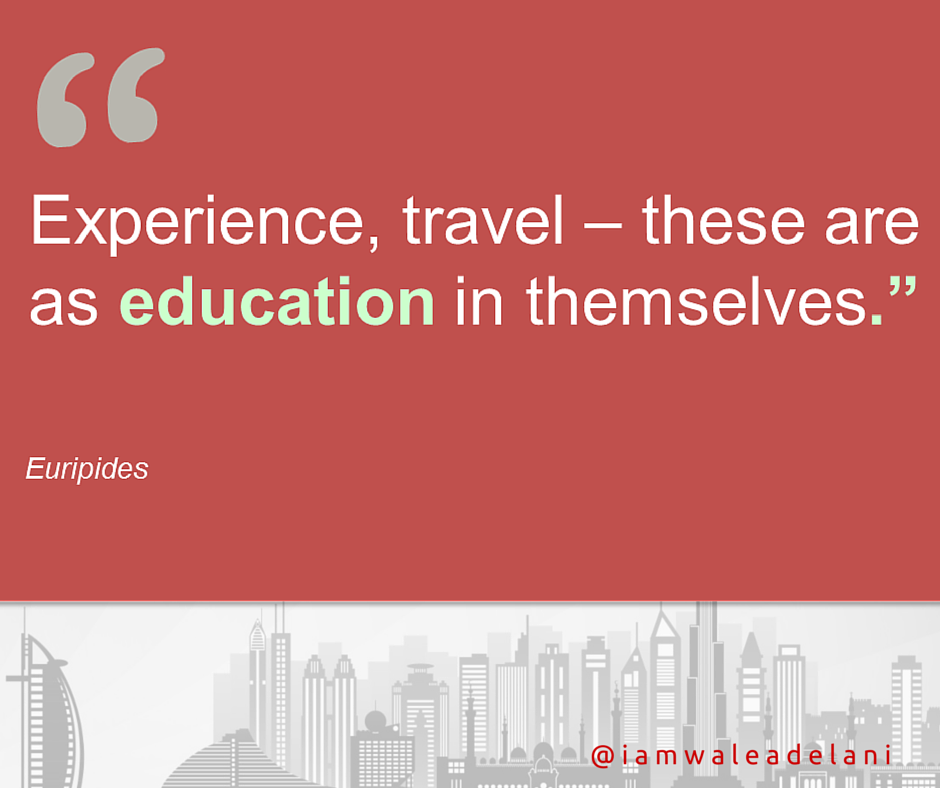 “
Experience, travel – these are
as education in themselves.”
Euripides
@iamwaleadelani